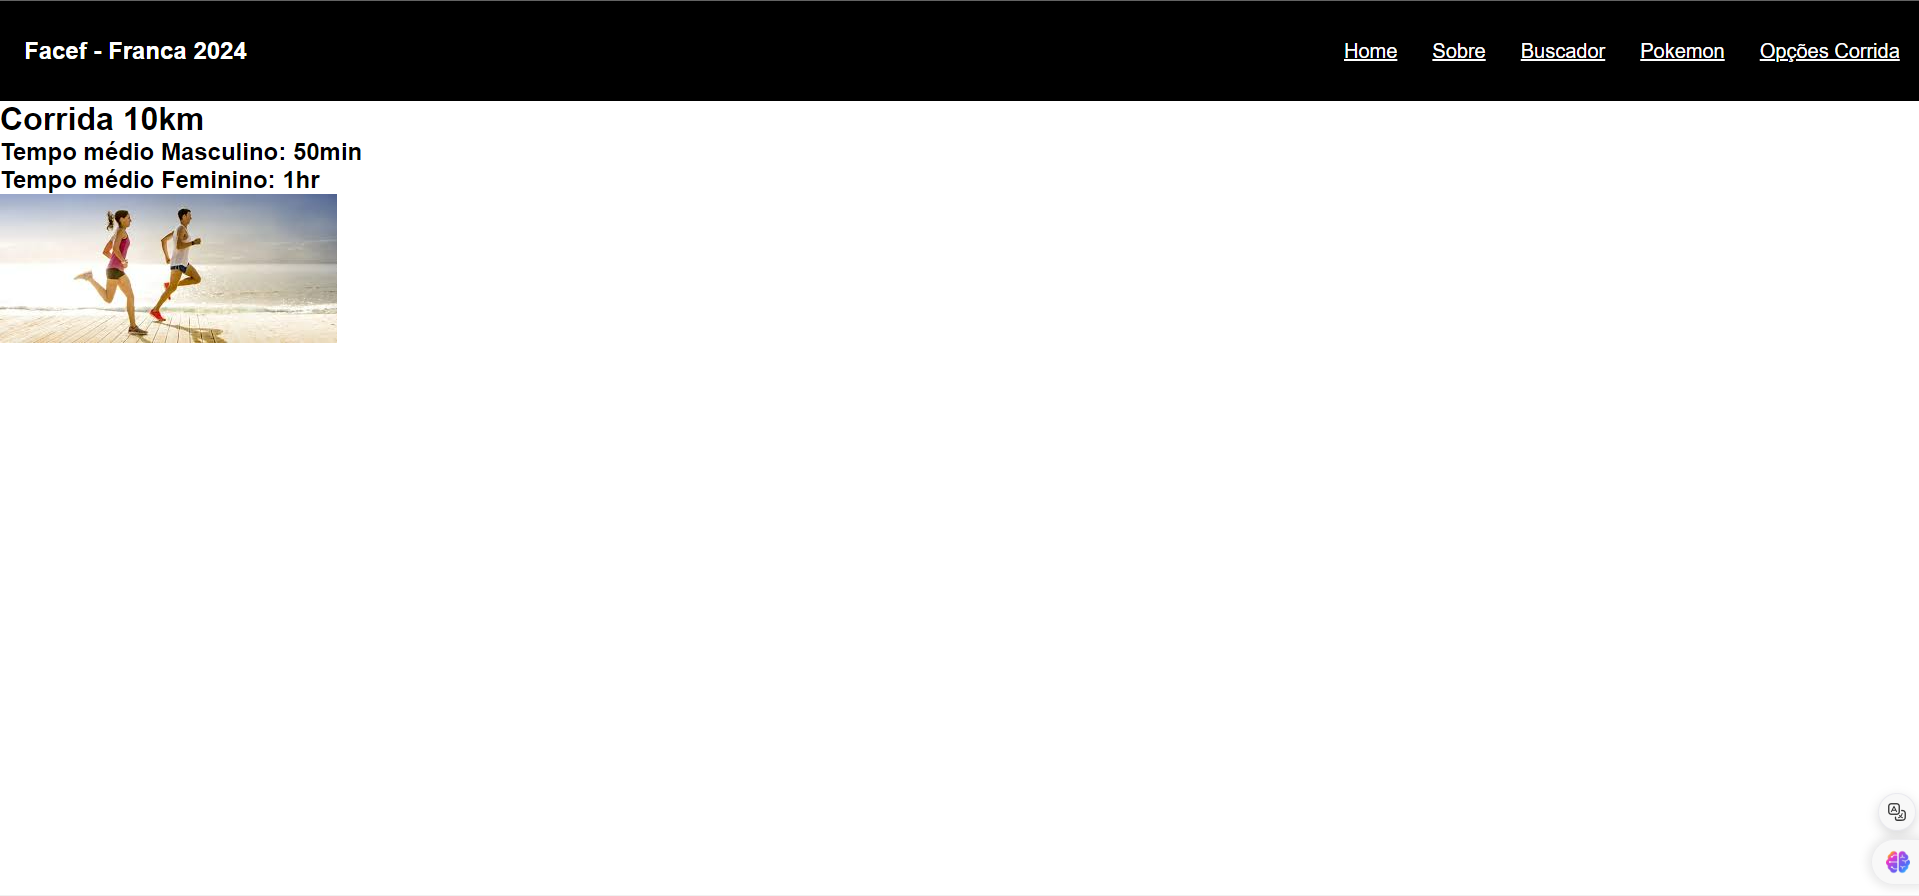 Facef - Franca 2024
Home Sobre Buscador Pokemon Opções Corrida
Corrida 10km
Tempo médio Masculino: 50min
Tempo médio Feminino: 1hr